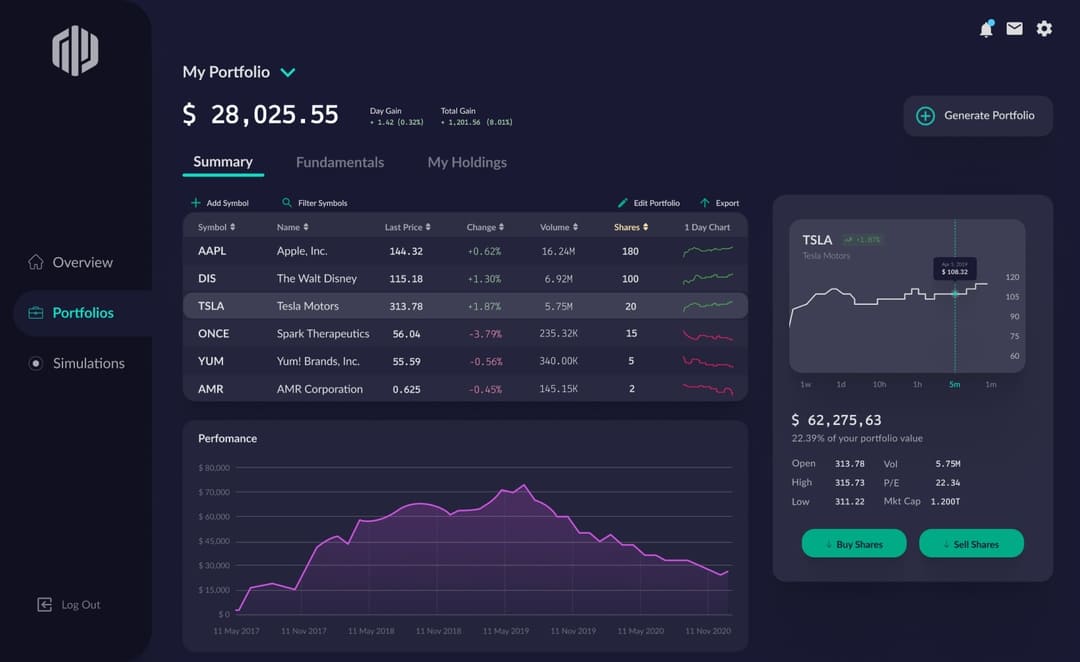 My Portfolio
$ 28,025.55
Day Gain
+ 1.42 (0.32%)
Total Gain
+ 1,201.56 (8.01%)
Generate Portfolio
Summary Fundamentals My Holdings
Overview
Portfolios
Simulations
Log Out
Add Symbol Filter Symbols Edit Portfolio Export
Symbol Name Last Price Change Volume Shares 1 Day Chart
AAPL Apple, Inc. 144.32 +0.62% 16.24M 180
DIS The Walt Disney 115.18 +1.30% 6.92M 100
TSLA Tesla Motors 313.78 +1.87% 5.75M 20
ONCE Spark Therapeutics 56.04 -3.79% 235.32K 15
YUM Yum! Brands, Inc. 55.59 -0.56% 340.00K 5
AMR AMR Corporation 0.625 -0.45% 145.15K 2
Perfomance
$ 80,000
$ 70,000
$ 60,000
$ 45,000
$ 30,000
$ 15,000
$ 0
11 May 2017 11 Nov 2017 11 May 2018 11 Nov 2018 11 May 2019 11 Nov 2019 11 May 2020 11 Nov 2020
TSLA +1.87%
Tesla Motors
2019
$ 108.32
120
105
90
75
60
1w 1d 10h 1h 5m 1m
$ 62,275,63
22.39% of your portfolio value
Open 313.78 Vol 5.75M
High 315.73 P/E 22.34
Low 311.22 Mkt Cap 1.200T
Buy Shares Sell Shares